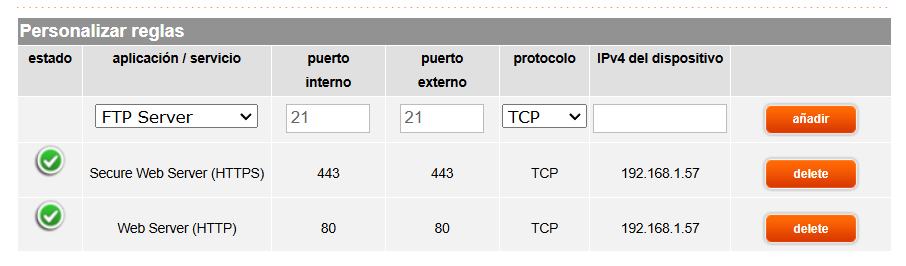 Personalizar reglas
estado aplicación / servicio puerto interno puerto externo protocolo IPv4 del dispositivo
FTP Server 21 21 TCP añadir
Secure Web Server (HTTPS) 443 443 TCP 192.168.1.57 delete
Web Server (HTTP) 80 80 TCP 192.168.1.57 delete